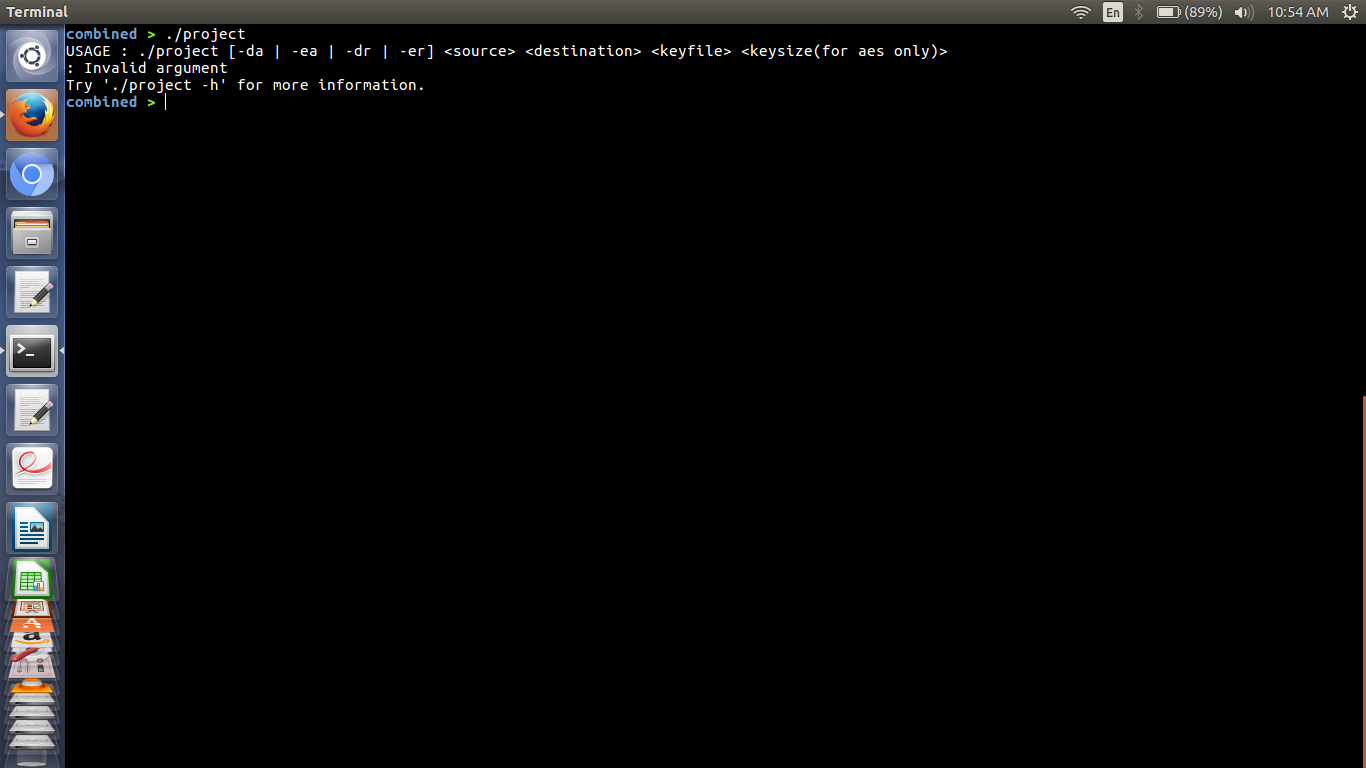 Terminal
En
(89%)
10:54 AM
combined > ./project
USAGE : ./project [-da | -ea | -dr | -er] <source> <destination> <keyfile> <keysize(for aes only)>
: Invalid argument
Try './project -h' for more information.
combined >